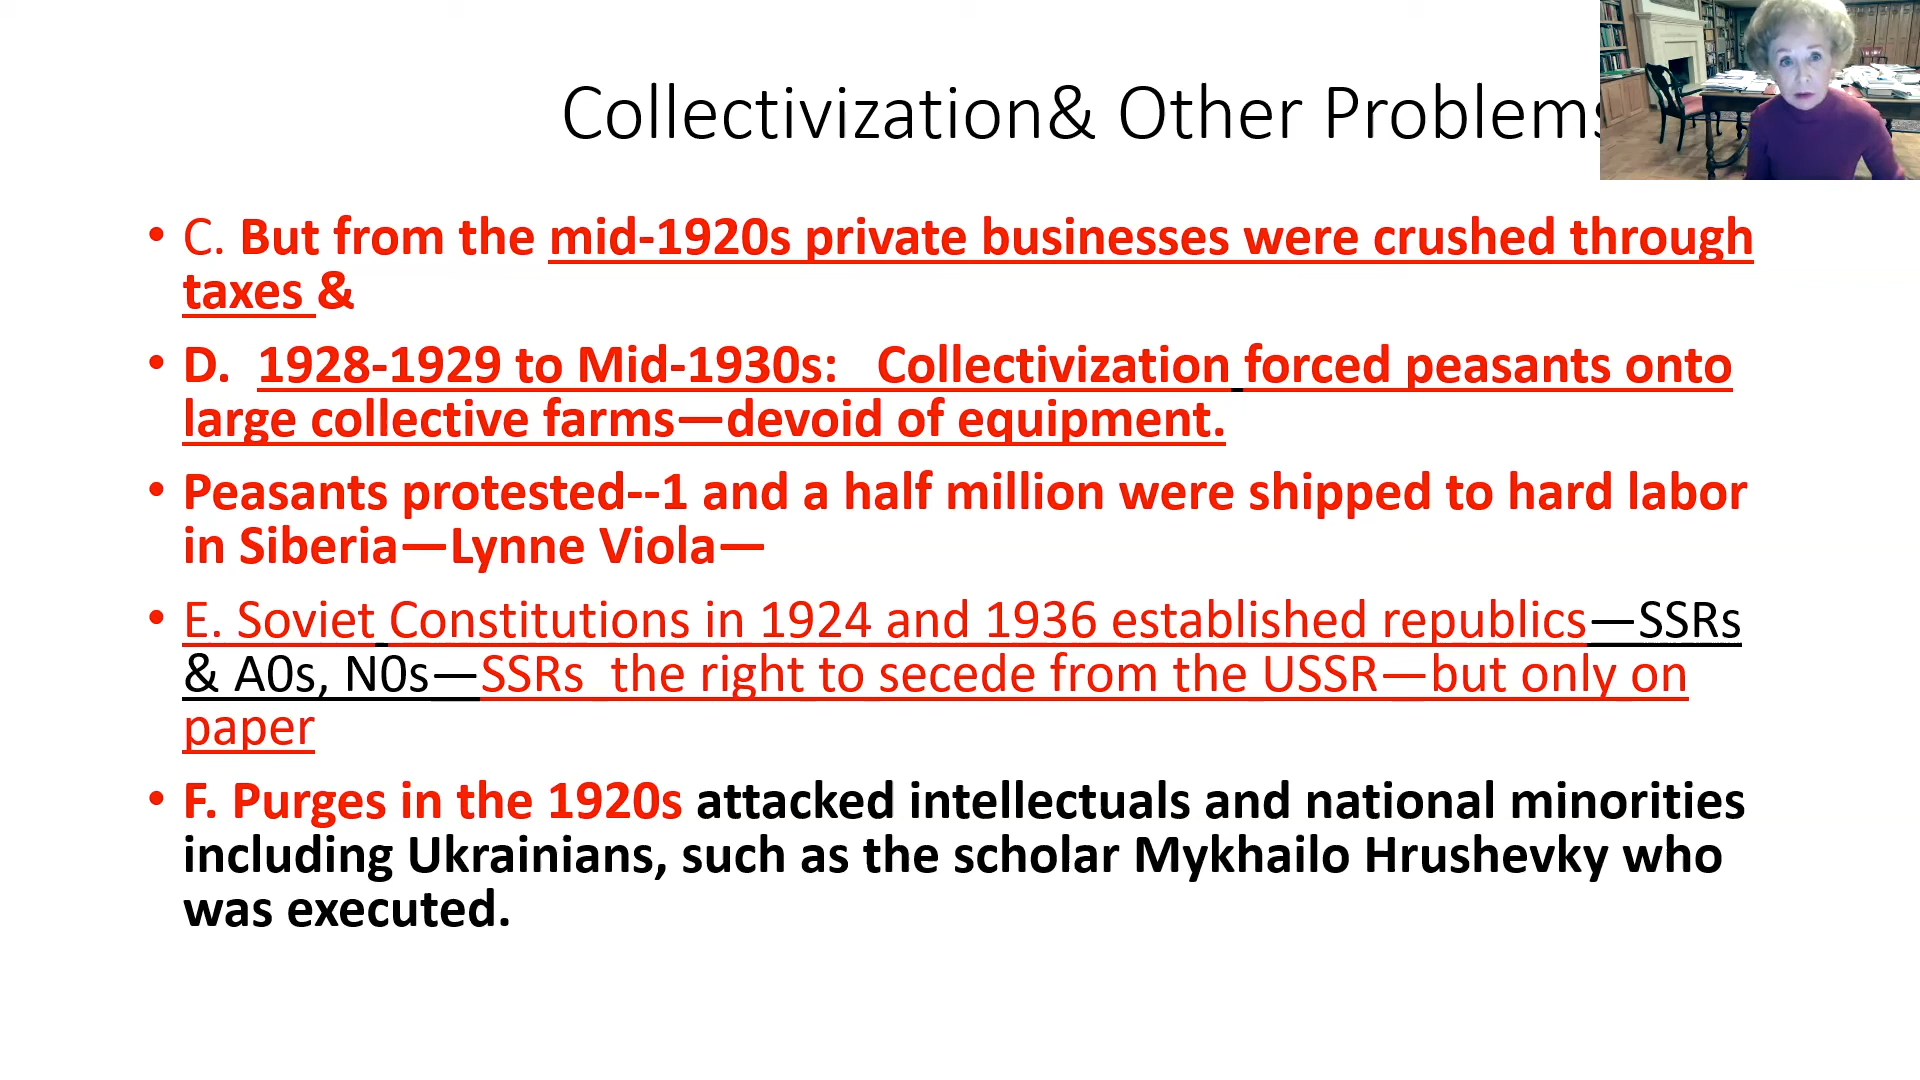 Collectivization& Other Problems
• C. But from the mid-1920s private businesses were crushed through
taxes &
• D. 1928-1929 to Mid-1930s: Collectivization forced peasants onto
large collective farms—devoid of equipment.
• Peasants protested--1 and a half million were shipped to hard labor
in Siberia—Lynne Viola—
• E. Soviet Constitutions in 1924 and 1936 established republics—SSRs
& A0s, N0s—SSRs the right to secede from the USSR—but only on
paper
• F. Purges in the 1920s attacked intellectuals and national minorities
including Ukrainians, such as the scholar Mykhailo Hrushevky who
was executed.